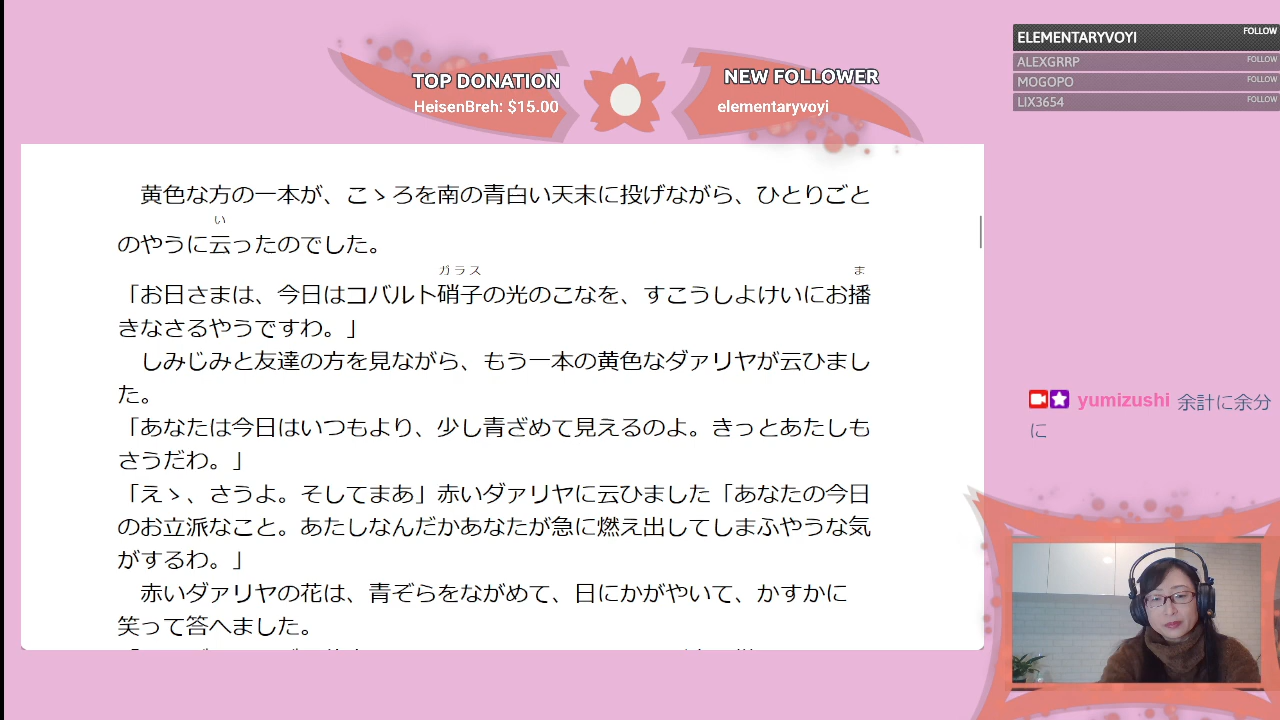 TOP DONATION
HeisenBreh: $15.00
NEW FOLLOWER
elementaryvoyi
ELEMENTARYVOYI FOLLOW
ALEXGRRP FOLLOW
MOGOPO FOLLOW
LIX3654 FOLLOW
黄色な方の一本が、こゝろを南の青白い天末に投げながら、ひとりごと
い
のやうに云ったのでした。
ガラス ま
「お日さまは、今日はコバルト硝子の光のこなを、すこうしよけいにお播
きなさるやうですわ。」
しみじみと友達の方を見ながら、もう一本の黄色なダァリヤが云ひまし
た。
「あなたは今日はいつもより、少し青ざめて見えるのよ。きっとあたしも
さうだわ。」
「えゝ、さうよ。そしてまあ」赤いダァリヤに云ひました「あなたの今日
のお立派なこと。あたしなんだかあなたが急に燃え出してしまふやうな気
がするわ。」
赤いダァリヤの花は、青ぞらをながめて、日にかがやいて、かすかに
笑って答へました。
yumizushi 余計に余分
に